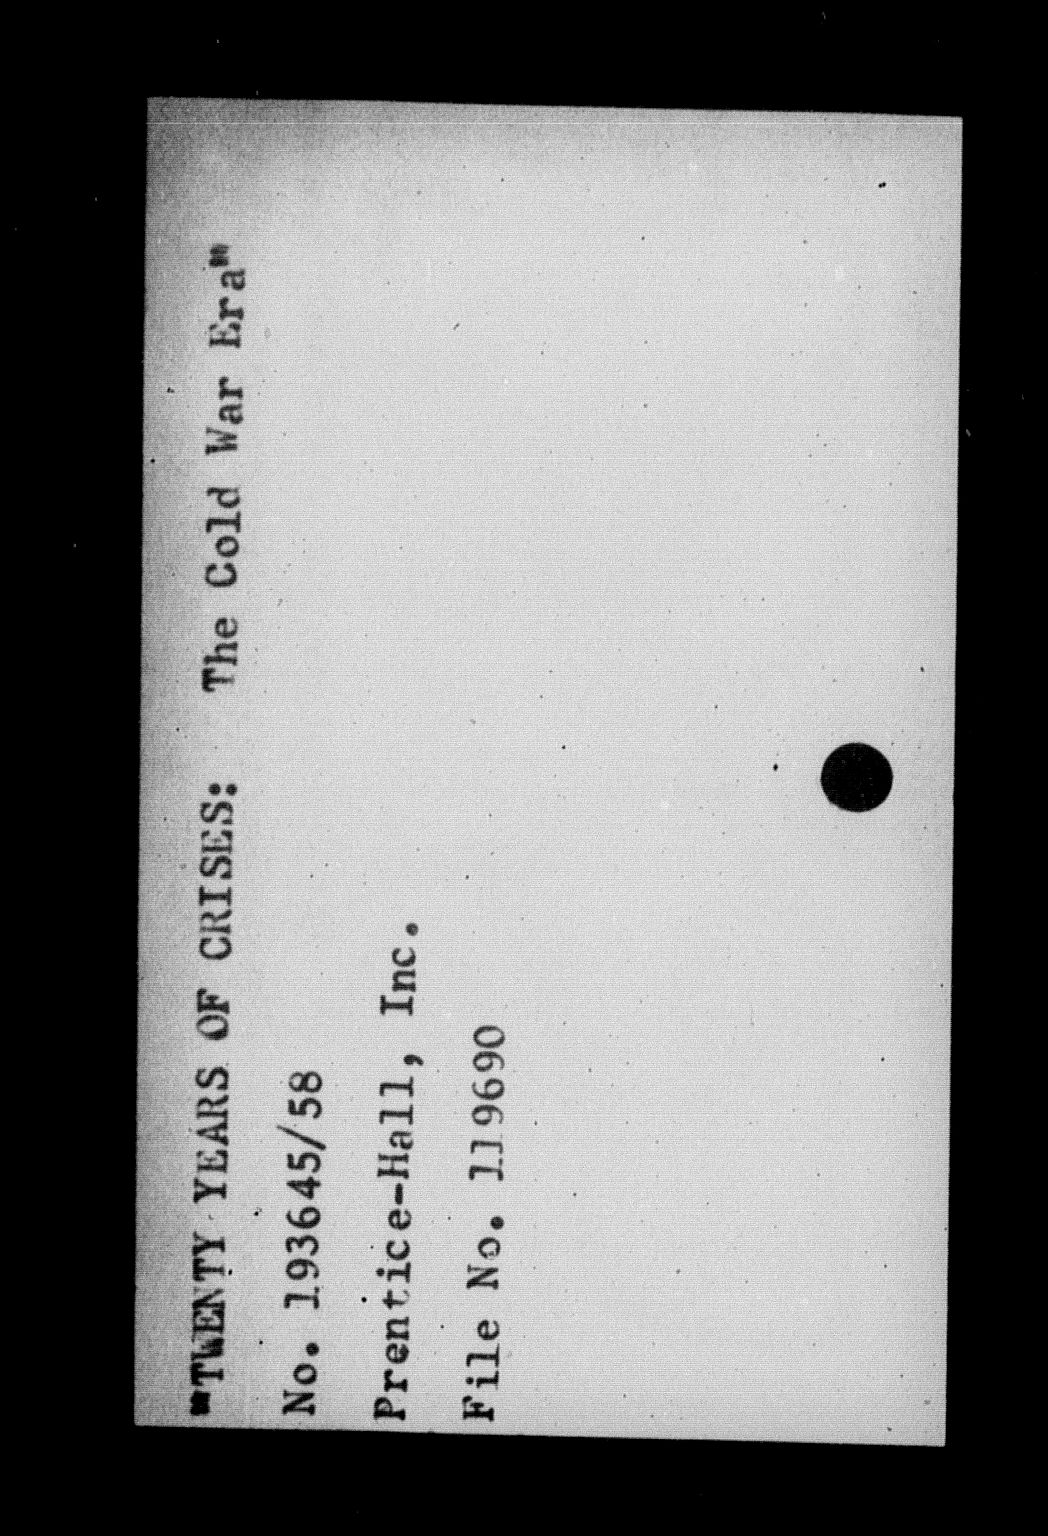 "TWENTY YEARS OF CRISES: The Cold War Era"
No. 193645/58
Prentice-Hall, Inc.
File No. 119690